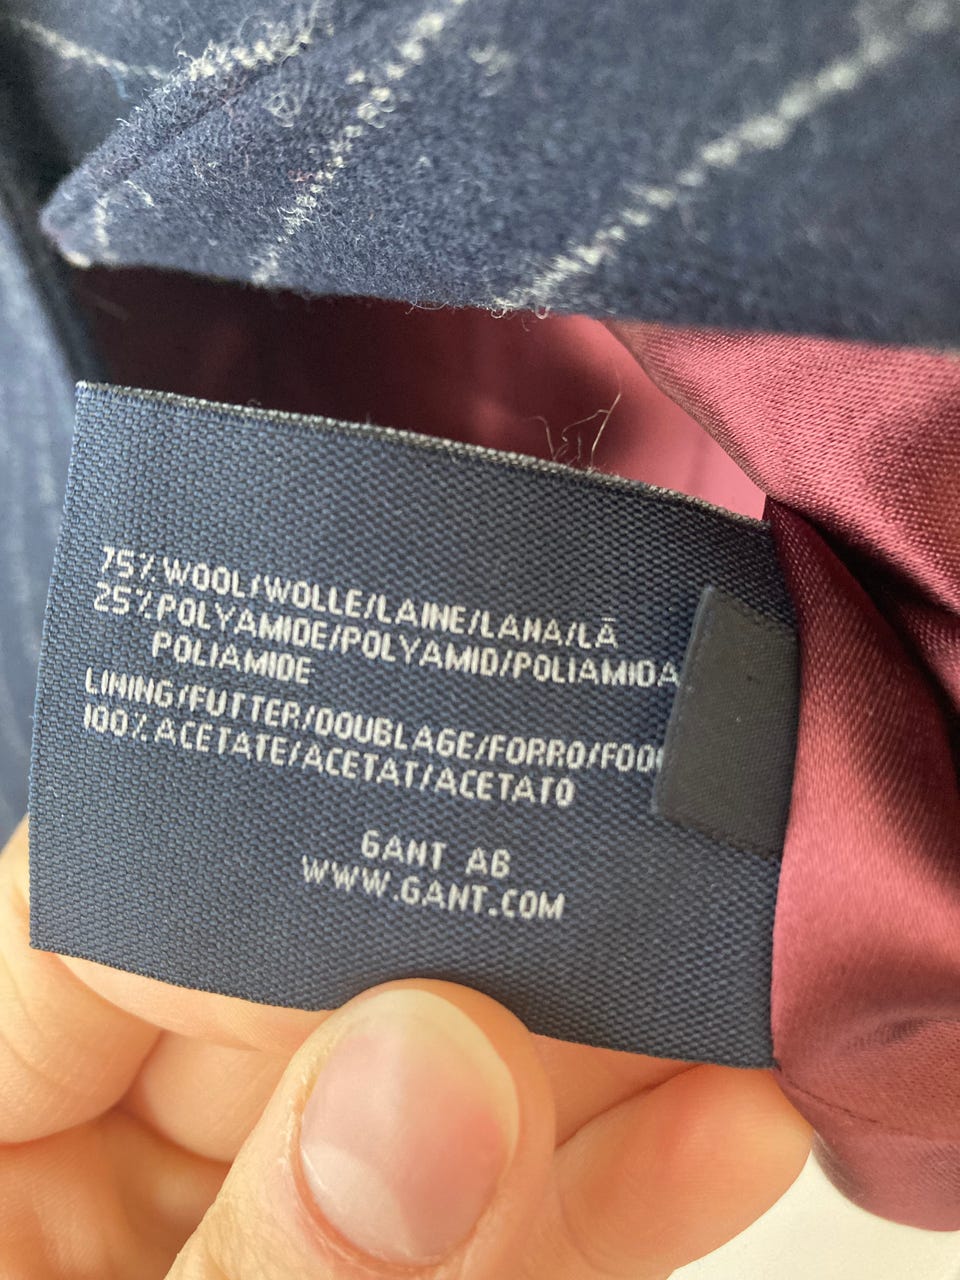 75% WOOL/WOLLE/LAINE/LANA/LÃ
25% POLYAMIDE/POLYAMID/POLIAMIDA
POLIAMIDE
LINING/FUTTER/DOUBLAGE/FORRO/
100% ACETATE/ACETAT/ACETATO
GANT AB
WWW.GANT.COM